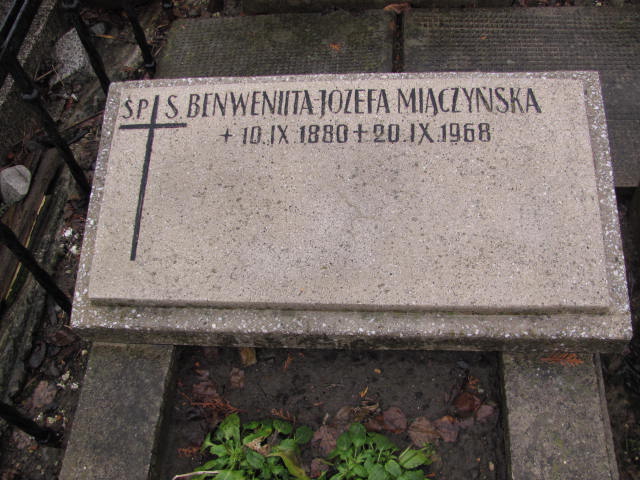 Ś.P. S. BENWENUTA-JÓZEFA MIĄCZYŃSKA
+ 10.IX 1880 + 20.IX 1968